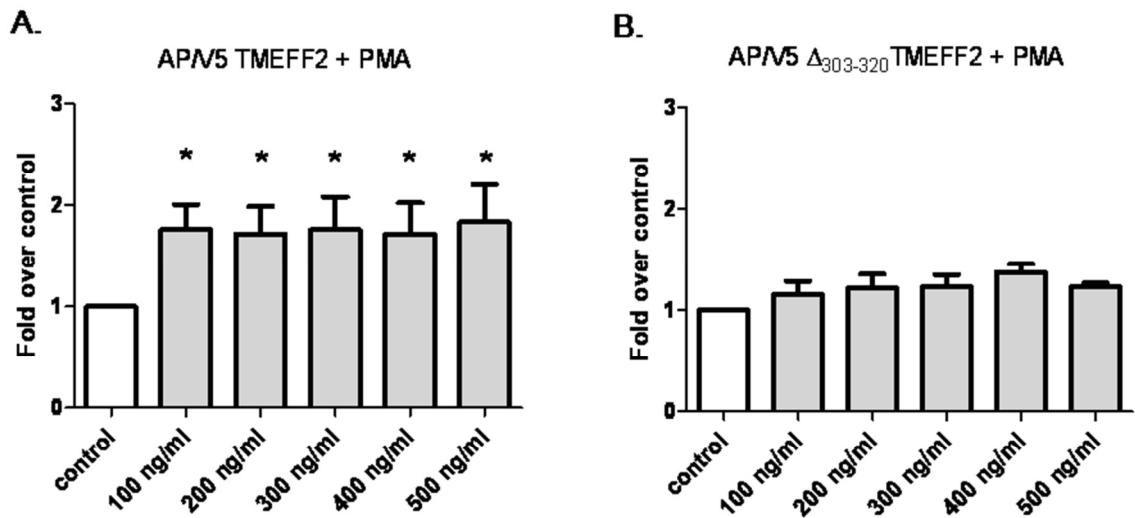 A.
AP/V5 TMEFF2 + PMA
Fold over control
3
2
1
0
* * * * *
control
100 ng/ml
200 ng/ml
300 ng/ml
400 ng/ml
500 ng/ml
B.
AP/V5 Δ303-320TMEFF2 + PMA
Fold over control
3
2
1
0
control
100 ng/ml
200 ng/ml
300 ng/ml
400 ng/ml
500 ng/ml